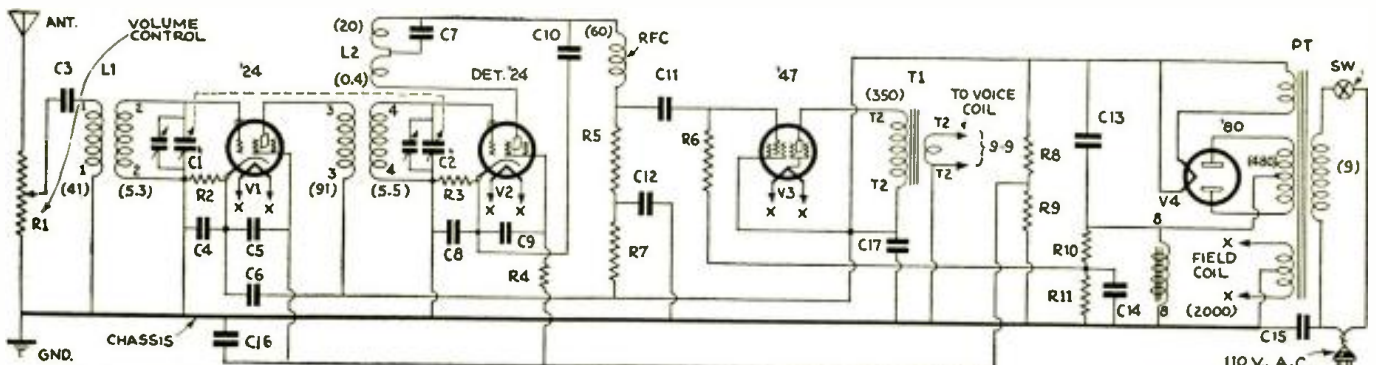 ANT.
VOLUME
CONTROL
C3
L1
'24
(20)
L2
(0.4)
C7
C10
(60)
RFC
DET. '24
C11
'47
(350)
T1
TO VOICE
COIL
T2
T2
9-9
T2
T2
R8
C13
'80
(480)
PT
SW
(9)
1
2
3
4
C1
C2
R5
R6
V1
V2
V3
V4
1
2
3
4
(41)
(5.3)
R2
(91)
(5.5)
R3
X X
X X
X X
C12
R9
R1
C4
C5
C8
C9
R4
R7
C17
R10
8
X
FIELD
COIL
X
C6
R11
C14
8
(2000)
CHASSIS
C15
GND.
C16
110 V. A.C.